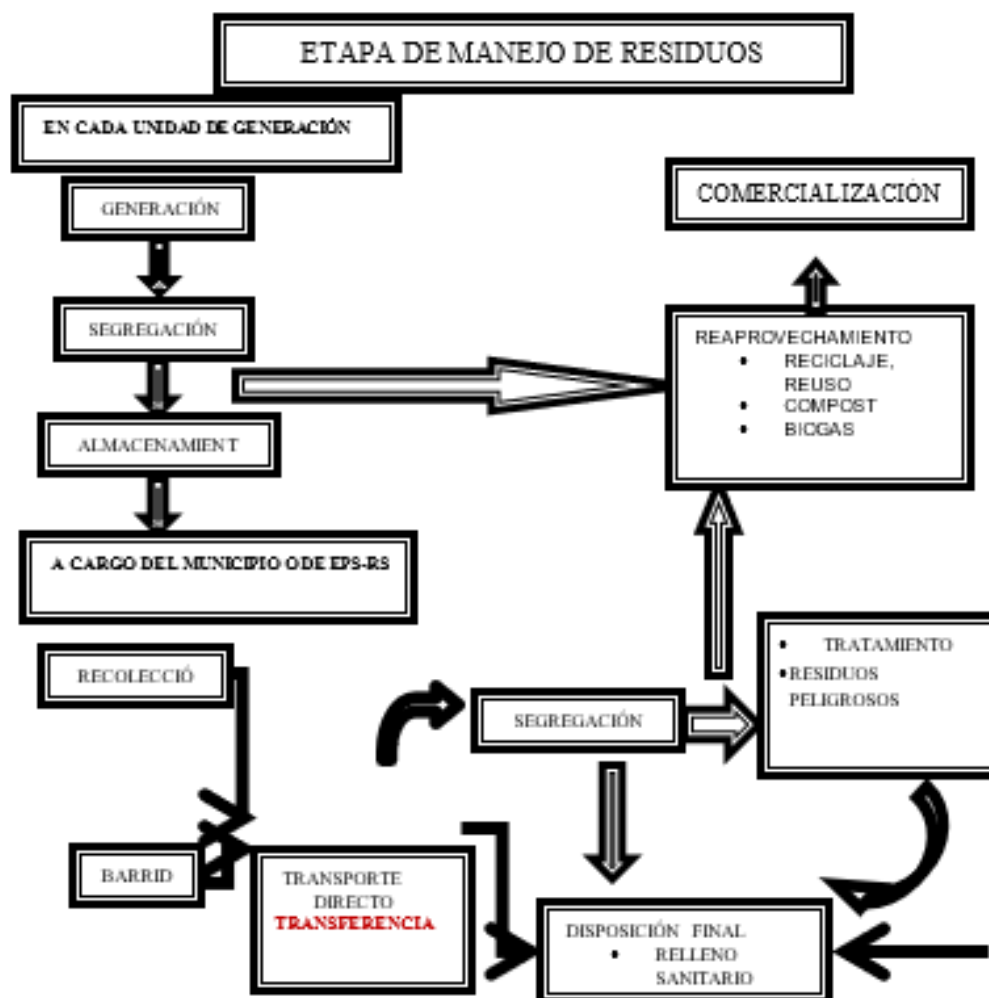 ETAPA DE MANEJO DE RESIDUOS
EN CADA UNIDAD DE GENERACIÓN
GENERACIÓN
SEGREGACIÓN
ALMACENAMIENT
A CARGO DEL MUNICIPIO O DE EPS-RS
RECOLECCIÓ
BARRID
TRANSPORTE
DIRECTO
TRANSFERENCIA
SEGREGACIÓN
COMERCIALIZACIÓN
REAPROVECHAMIENTO
• RECICLAJE,
REUSO
• COMPOST
• BIOGAS
• TRATAMIENTO
• RESIDUOS
PELIGROSOS
DISPOSICIÓN FINAL
• RELLENO
SANITARIO